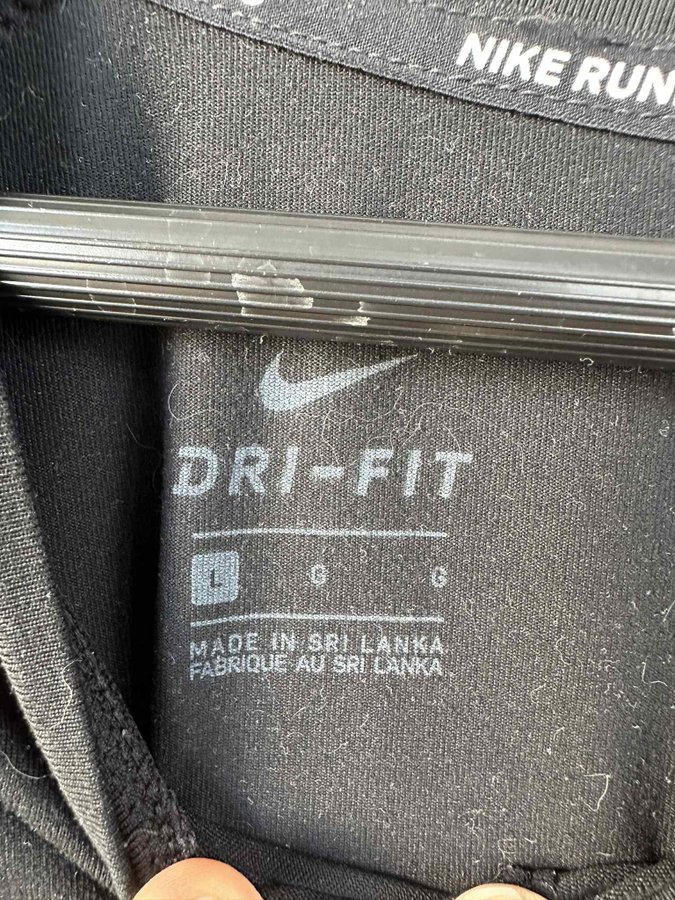 NIKE RUN
DRI-FIT
L G G
MADE IN SRI LANKA
FABRIQUE AU SRI LANKA